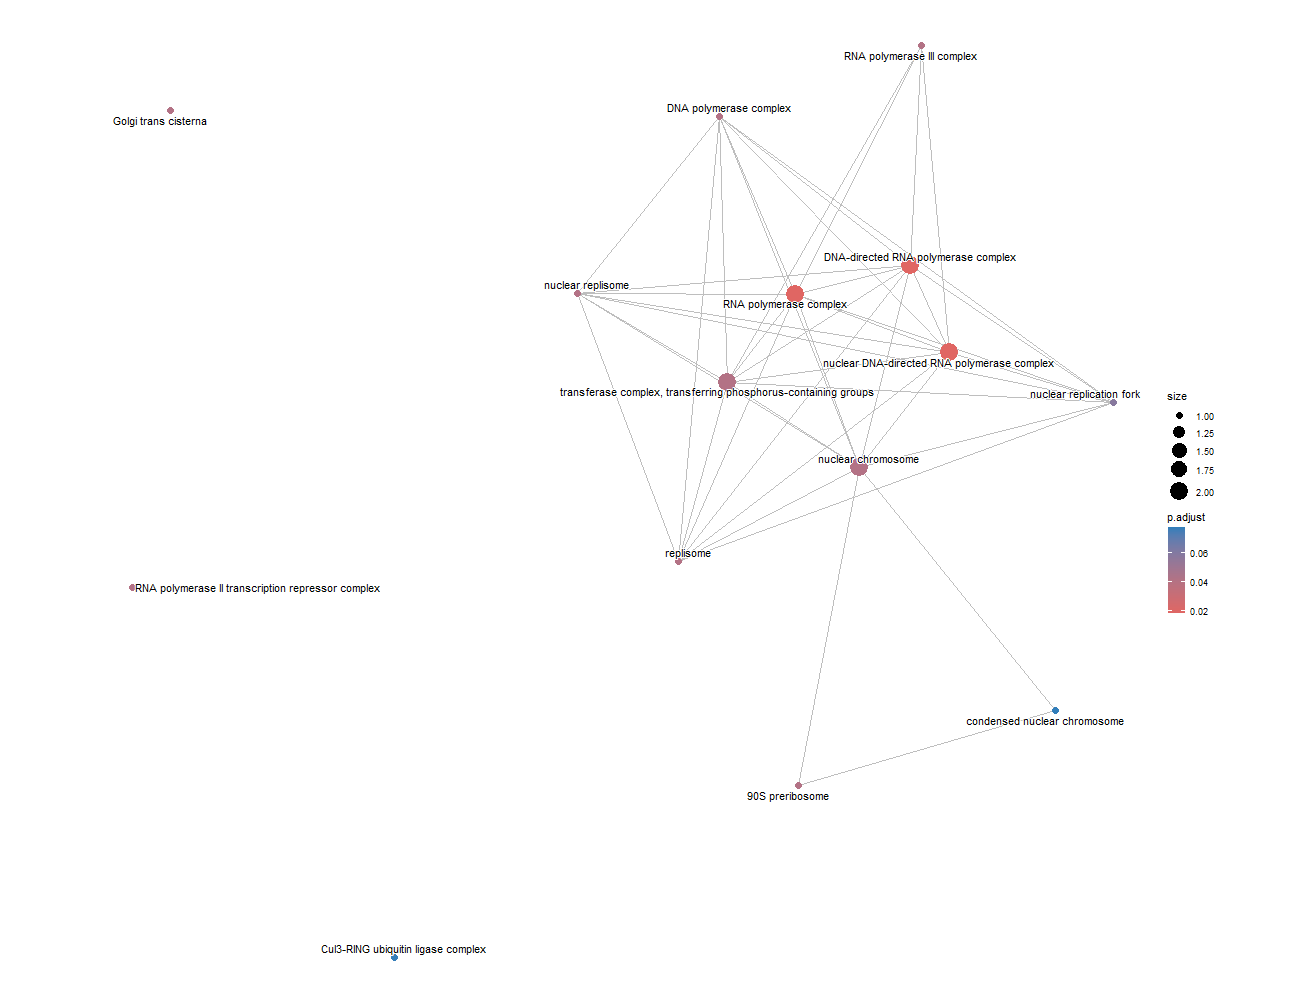 RNA polymerase III complex
DNA polymerase complex
Golgi trans cisterna
DNA-directed RNA polymerase complex
nuclear replisome
RNA polymerase complex
nuclear DNA-directed RNA polymerase complex
transferase complex, transferring phosphorus-containing groups
nuclear replication fork
size
1.00
1.25
1.50
1.75
2.00
nuclear chromosome
p.adjust
0.06
0.04
0.02
replisome
RNA polymerase II transcription repressor complex
condensed nuclear chromosome
90S preribosome
Cul3-RING ubiquitin ligase complex